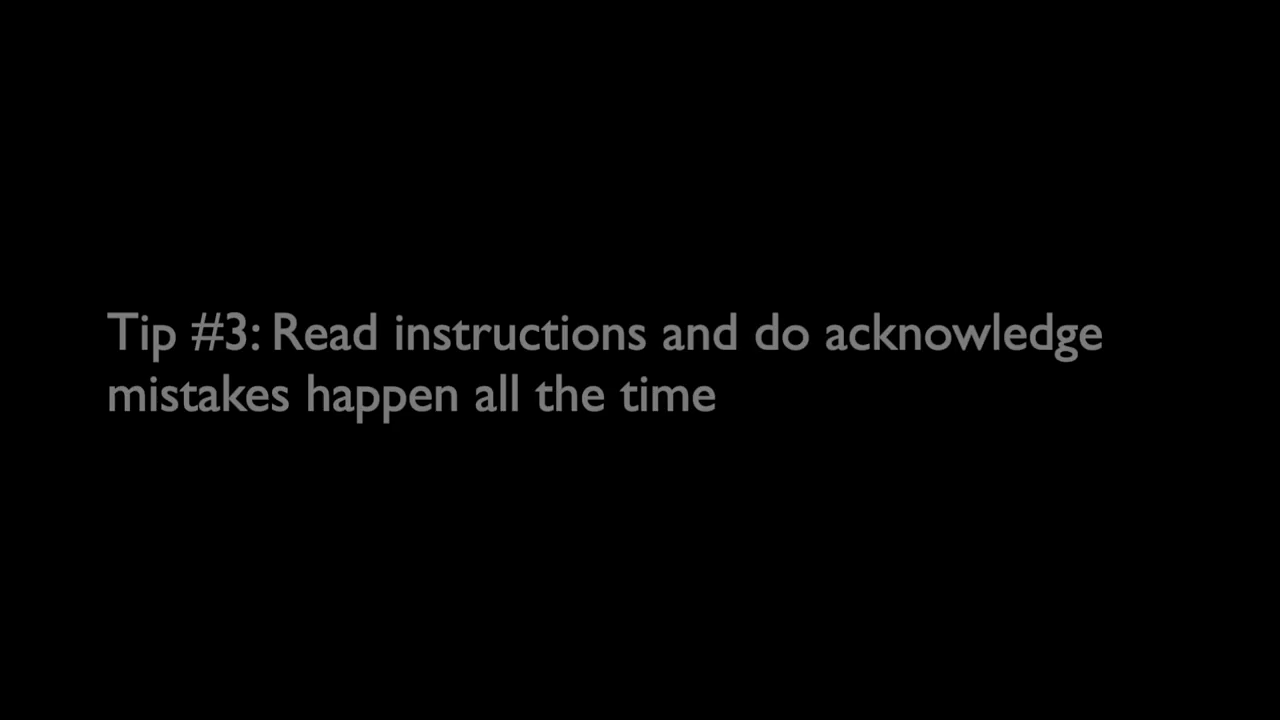 Tip #3: Read instructions and do acknowledge
mistakes happen all the time